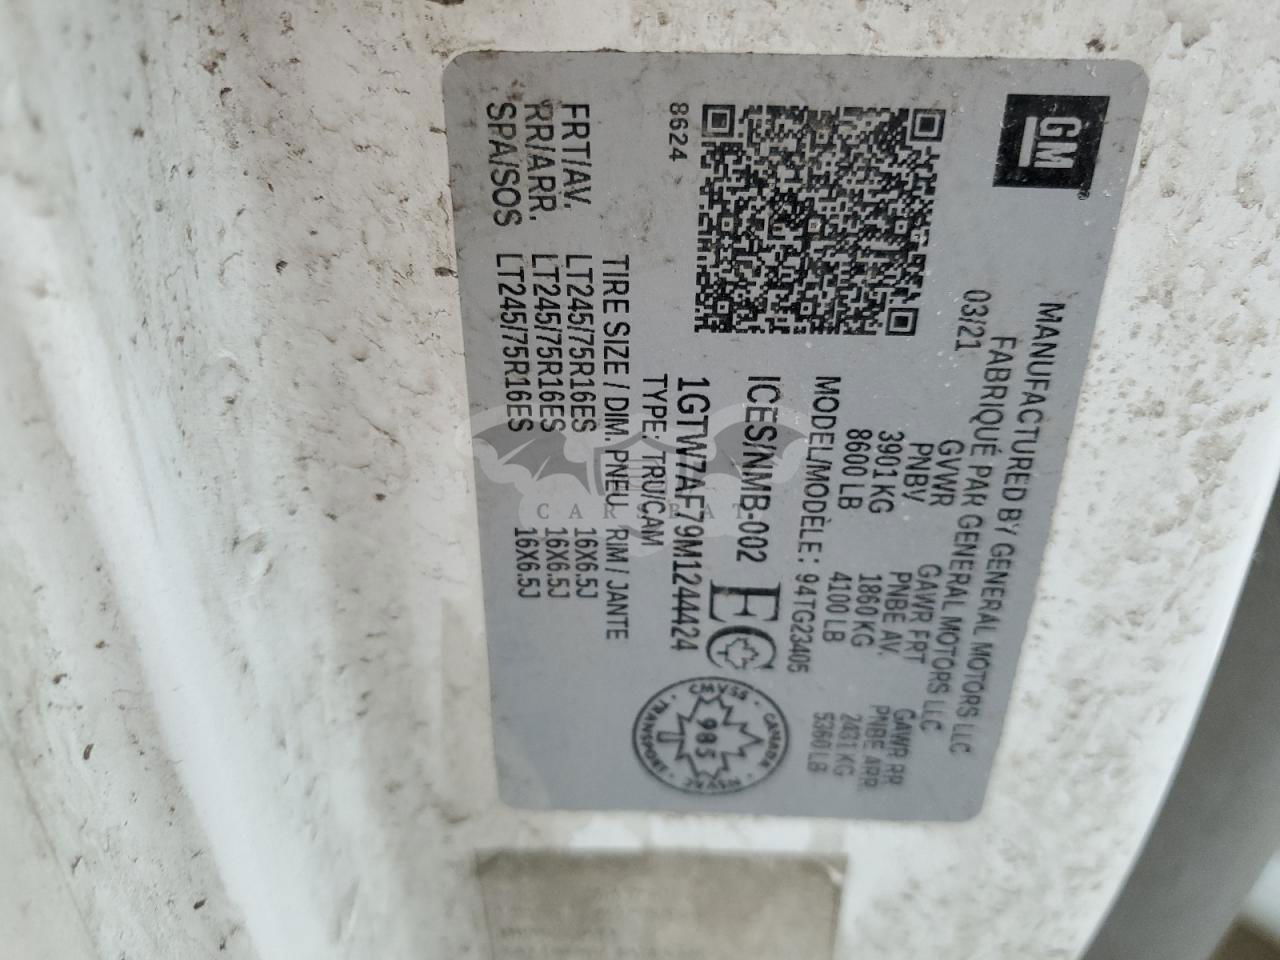 GM
MANUFACTURED BY GENERAL MOTORS LLC
FABRIQUÉ PAR GENERAL MOTORS LLC
03/21
GVWR GAWR FRT GAWR RR
PNBV PNBE AV. PNBE ARR.
3901 KG 1860 KG 2431 KG
8600 LB 4100 LB 5360 LB
MODEL/MODÈLE: 94TG23405
ICES/NMB-002
1GTW7AF79M1244424
TYPE: TRU/CAM
8624
CMVSS CANADA NSVAC TRANSPORT
985
TIRE SIZE / DIM. PNEU RIM / JANTE
FRT/AV. LT245/75R16ES 16X6.5J
RR/ARR. LT245/75R16ES 16X6.5J
SPA/SOS LT245/75R16ES 16X6.5J
CARSBAT